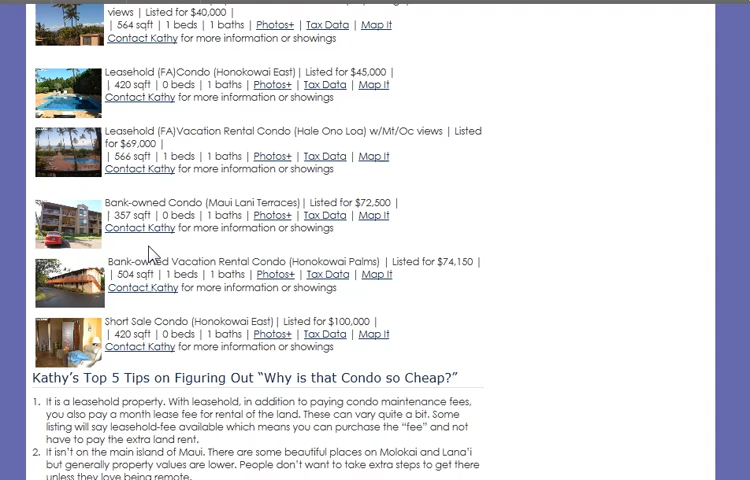 views | Listed for $40,000 |
| 564 sqft | 1 beds | 1 baths | Photos+ | Tax Data | Map It
Contact Kathy for more information or showings
Leasehold (FA)Condo (Honokowai East)| Listed for $45,000 |
| 420 sqft | 0 beds | 1 baths | Photos+ | Tax Data | Map It
Contact Kathy for more information or showings
Leasehold (FA)Vacation Rental Condo (Hale Ono Loa) w/Mt/Oc views | Listed
for $69,000 |
| 566 sqft | 1 beds | 1 baths | Photos+ | Tax Data | Map It
Contact Kathy for more information or showings
Bank-owned Condo (Maui Lani Terraces)| Listed for $72,500 |
| 357 sqft | 0 beds | 1 baths | Photos+ | Tax Data | Map It
Contact Kathy for more information or showings
Bank-owned Vacation Rental Condo (Honokowai Palms) | Listed for $74,150 |
| 504 sqft | 1 beds | 1 baths | Photos+ | Tax Data | Map It
Contact Kathy for more information or showings
Short Sale Condo (Honokowai East)| Listed for $100,000 |
| 420 sqft | 0 beds | 1 baths | Photos+ | Tax Data | Map It
Contact Kathy for more information or showings
Kathy's Top 5 Tips on Figuring Out "Why is that Condo so Cheap?"
1. It is a leasehold property. With leasehold, in addition to paying condo maintenance fees,
you also pay a month lease fee for rental of the land. These can vary quite a bit. Some
listing will say leasehold-fee available which means you can purchase the "fee" and not
have to pay the extra land rent.
2. It isn't on the main island of Maui. There are some beautiful places on Molokai and Lana'i
but generally property values are lower. People don't want to take extra steps to get there
unless they love being remote.